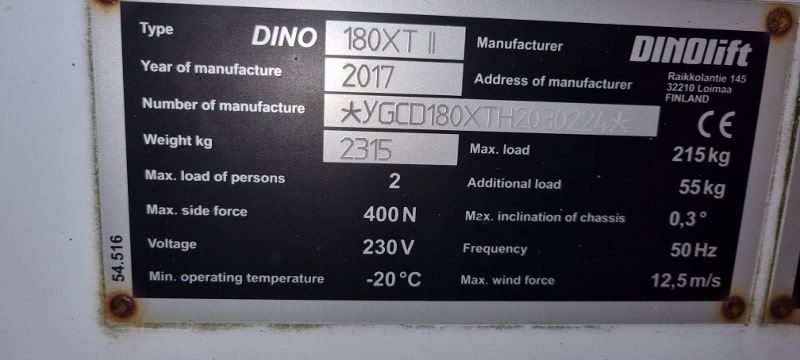 Type DINO 180XT II Manufacturer DINOlift
Year of manufacture 2017 Address of manufacturer Raikkolantie 145
32210 Loimaa
FINLAND
Number of manufacture *YGCD180XTH2030224* CE
Weight kg 2315 Max. load 215 kg
Max. load of persons 2 Additional load 55 kg
Max. side force 400 N Max. inclination of chassis 0,3°
Voltage 230 V Frequency 50 Hz
Min. operating temperature -20 °C Max. wind force 12,5 m/s
54.516